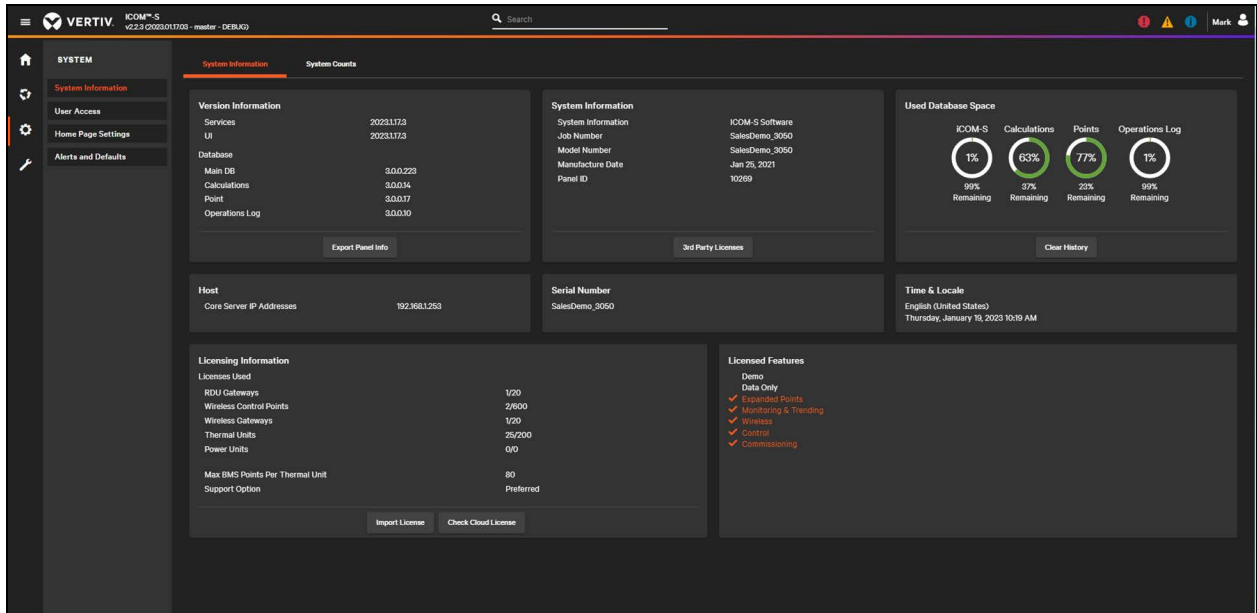 VERTIV.
ICOM™-S
v2.2.3 (2023.01.17.03 - master - DEBUG)
Search
Mark
SYSTEM
System Information
User Access
Home Page Settings
Alerts and Defaults
System Information
System Counts
Version Information
Services 2023.1.17.3
UI 2023.1.17.3
Database
Main DB 3.0.0.223
Calculations 3.0.0.14
Point 3.0.0.17
Operations Log 3.0.0.10
Export Panel Info
System Information
System Information ICOM-S Software
Job Number SalesDemo_3050
Model Number SalesDemo_3050
Manufacture Date Jan 25, 2021
Panel ID 10269
3rd Party Licenses
Used Database Space
iCOM-S Calculations Points Operations Log
1% 63% 77% 1%
99% 37% 23% 99%
Remaining Remaining Remaining Remaining
Clear History
Host
Core Server IP Addresses 192.168.1.253
Serial Number
SalesDemo_3050
Time & Locale
English (United States)
Thursday, January 19, 2023 10:19 AM
Licensing Information
Licenses Used
RDU Gateways 1/20
Wireless Control Points 2/600
Wireless Gateways 1/20
Thermal Units 25/200
Power Units 0/0
Max BMS Points Per Thermal Unit 80
Support Option Preferred
Import License
Check Cloud License
Licensed Features
Demo
Data Only
Expanded Points
Monitoring & Trending
Wireless
Control
Commissioning